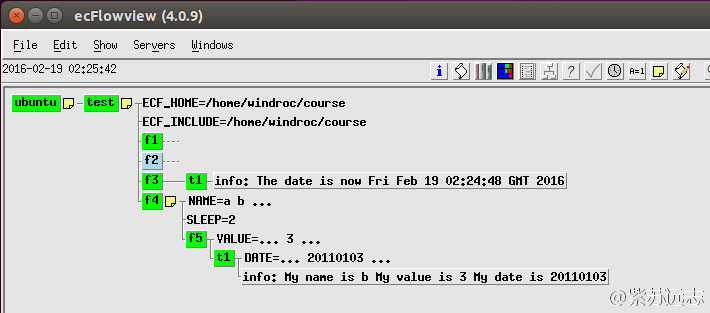 ecFlowview (4.0.9)
File Edit Show Servers Windows
2016-02-19 02:25:42
i ? A=1
ubuntu test ECF_HOME=/home/windroc/course
ECF_INCLUDE=/home/windroc/course
f1
f2
f3 t1 info: The date is now Fri Feb 19 02:24:48 GMT 2016
f4 NAME=a b ...
SLEEP=2
f5 VALUE=... 3 ...
t1 DATE=... 20110103 ...
info: My name is b My value is 3 My date is 20110103
@紫苏远志